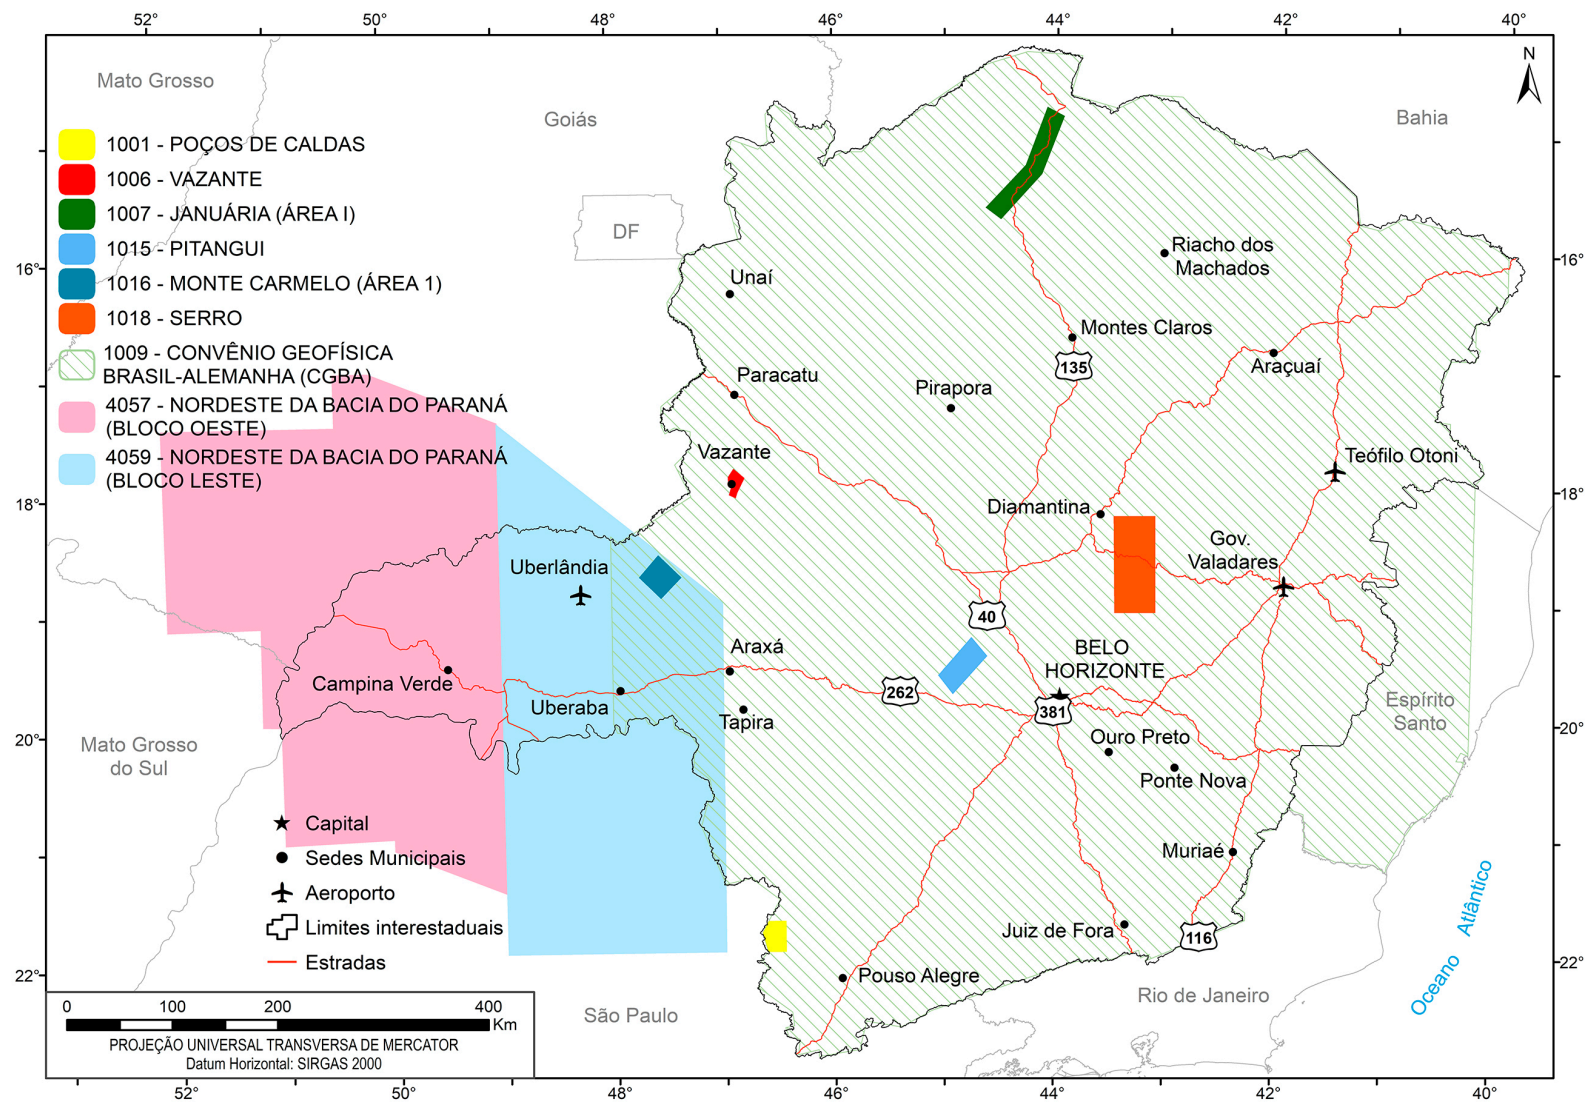 52°
50°
48°
46°
44°
42°
40°
N
Mato Grosso
Goiás
Bahia
1001 - POÇOS DE CALDAS
1006 - VAZANTE
1007 - JANUÁRIA (ÁREA I)
1015 - PITANGUI
1016 - MONTE CARMELO (ÁREA 1)
1018 - SERRO
1009 - CONVÊNIO GEOFÍSICA
BRASIL-ALEMANHA (CGBA)
4057 - NORDESTE DA BACIA DO PARANÁ
(BLOCO OESTE)
4059 - NORDESTE DA BACIA DO PARANÁ
(BLOCO LESTE)
DF
16°
16°
Unaí
Riacho dos
Machados
Montes Claros
135
Paracatu
Pirapora
Araçuaí
Vazante
Teófilo Otoni
18°
18°
Diamantina
Gov.
Valadares
Uberlândia
40
BELO
HORIZONTE
Araxá
Campina Verde
262
Uberaba
Tapira
381
Espírito
Santo
20°
20°
Mato Grosso
do Sul
Ouro Preto
Ponte Nova
Capital
Sedes Municipais
Aeroporto
Limites interestaduais
Estradas
Muriaé
Juiz de Fora
116
Oceano Atlântico
22°
22°
Pouso Alegre
Rio de Janeiro
São Paulo
0 100 200 400
Km
PROJEÇÃO UNIVERSAL TRANSVERSA DE MERCATOR
Datum Horizontal: SIRGAS 2000
52°
50°
48°
46°
44°
42°
40°